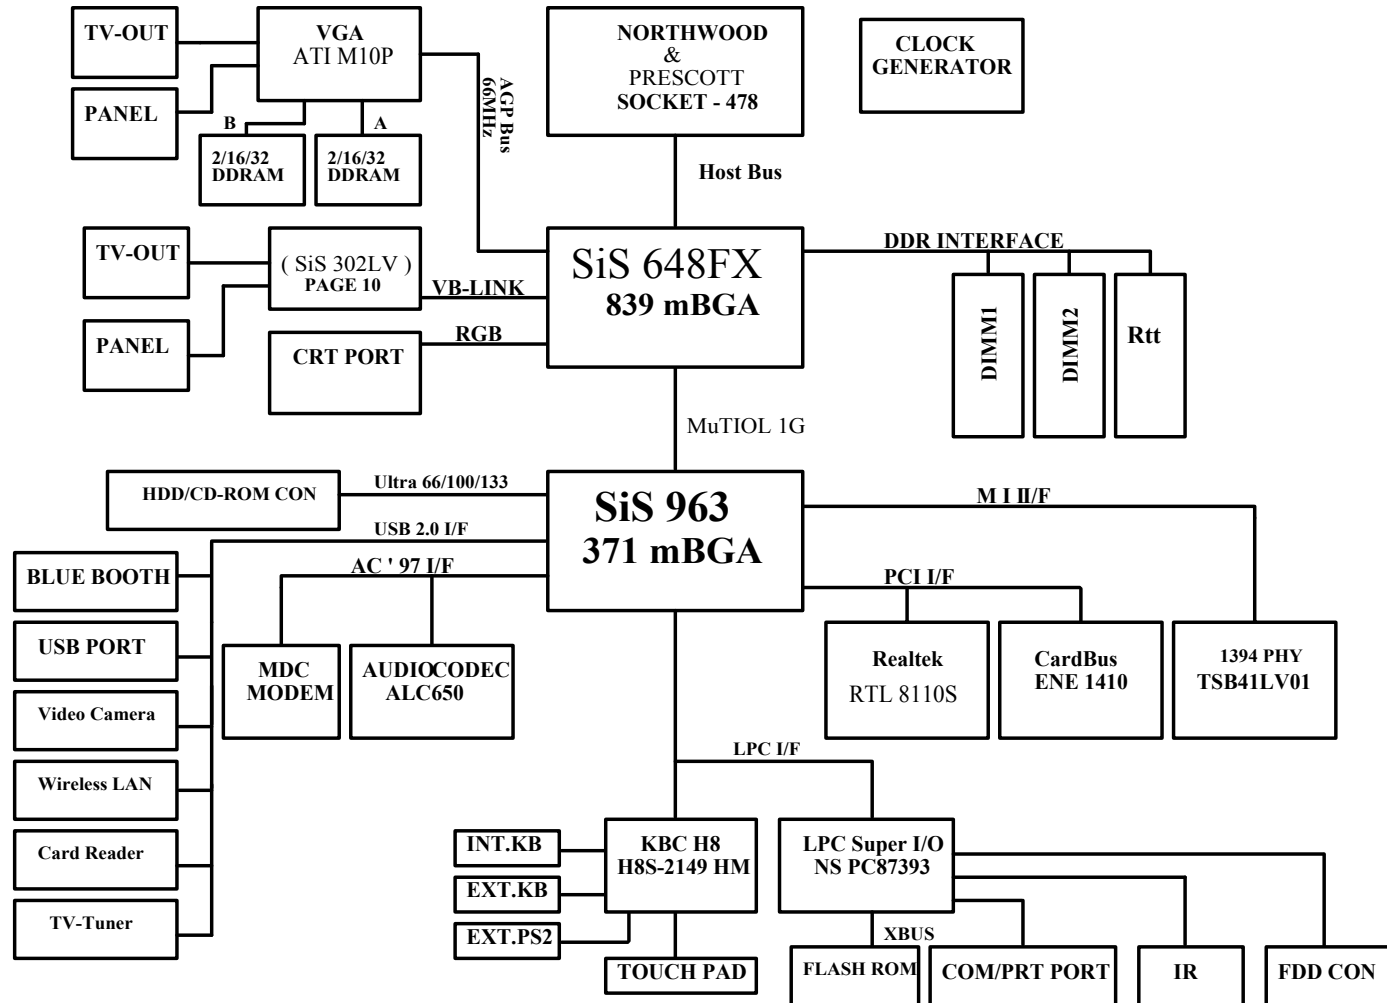 TV-OUT
VGA
ATI M10P
NORTHWOOD
&
PRESCOTT
SOCKET - 478
CLOCK
GENERATOR
PANEL
AGP Bus
66MHz
B
A
2/16/32
DDRAM
2/16/32
DDRAM
Host Bus
TV-OUT
( SiS 302LV )
PAGE 10
VB-LINK
SiS 648FX
839 mBGA
DDR INTERFACE
PANEL
CRT PORT
RGB
DIMM1
DIMM2
Rtt
MuTIOL 1G
HDD/CD-ROM CON
Ultra 66/100/133
SiS 963
371 mBGA
M I II/F
USB 2.0 I/F
AC ' 97 I/F
PCI I/F
BLUE BOOTH
USB PORT
Video Camera
Wireless LAN
Card Reader
TV-Tuner
MDC
MODEM
AUDIOCODEC
ALC650
Realtek
RTL 8110S
CardBus
ENE 1410
1394 PHY
TSB41LV01
LPC I/F
INT.KB
EXT.KB
EXT.PS2
KBC H8
H8S-2149 HM
TOUCH PAD
LPC Super I/O
NS PC87393
XBUS
FLASH ROM
COM/PRT PORT
IR
FDD CON